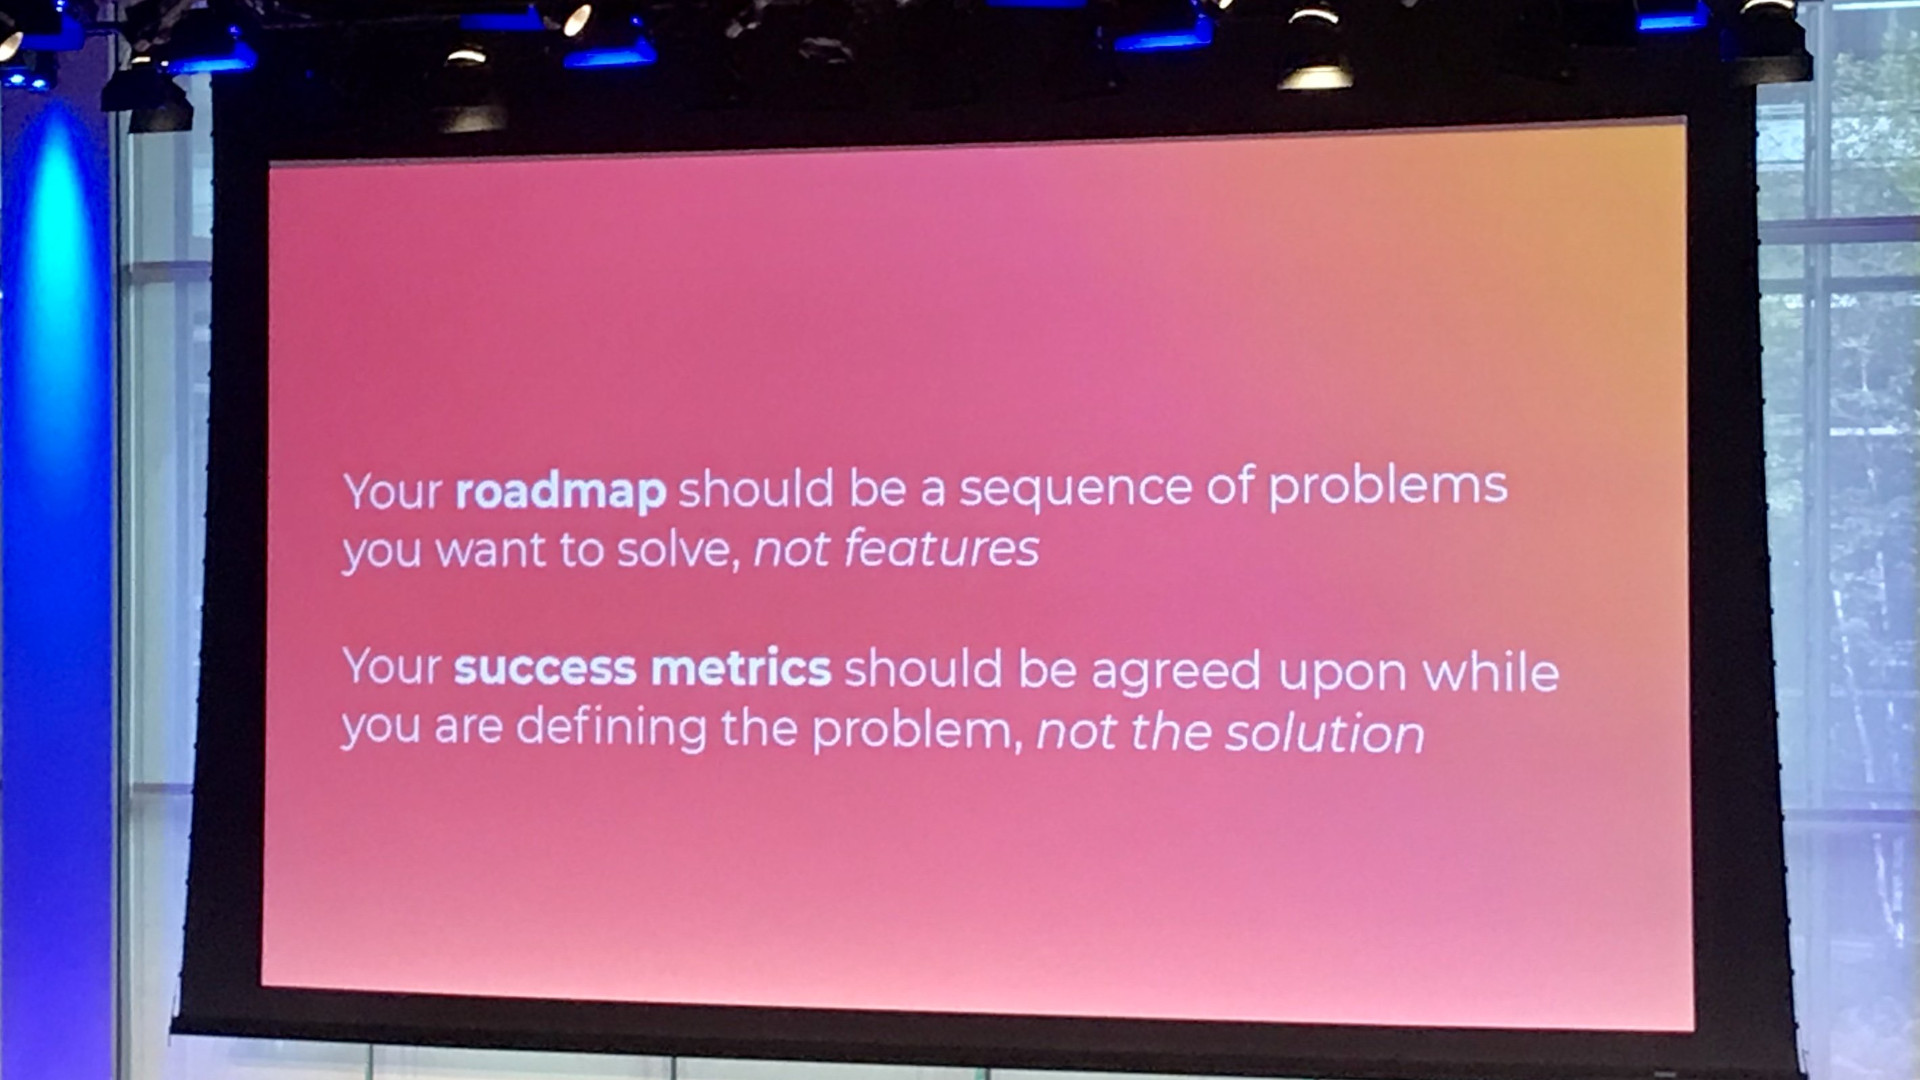 Your roadmap should be a sequence of problems
you want to solve, not features
Your success metrics should be agreed upon while
you are defining the problem, not the solution